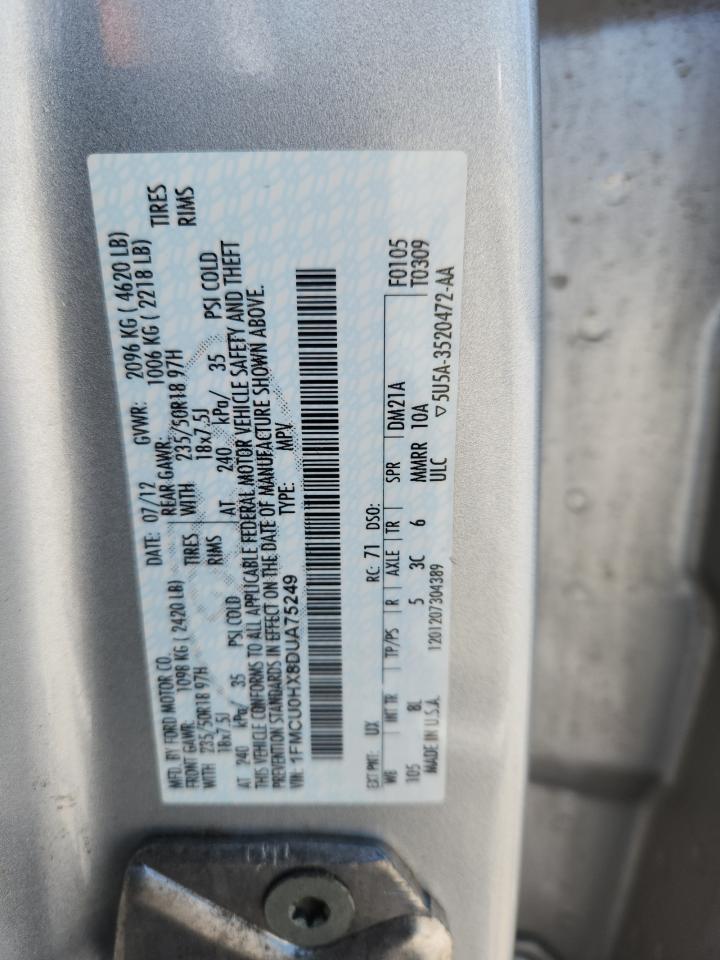 MFD. BY FORD MOTOR CO. DATE: 07/12 GVWR: 2096 KG ( 4620 LB)
FRONT GAWR: 1098 KG ( 2420 LB) REAR GAWR: 1006 KG ( 2218 LB)
WITH 235/50R18 97H TIRES WITH 235/50R18 97H TIRES
18x7.5J RIMS 18x7.5J RIMS
AT 240 kPa/ 35 PSI COLD AT 240 kPa/ 35 PSI COLD
THIS VEHICLE CONFORMS TO ALL APPLICABLE FEDERAL MOTOR VEHICLE SAFETY AND THEFT
PREVENTION STANDARDS IN EFFECT ON THE DATE OF MANUFACTURE SHOWN ABOVE.
VIN: 1FMCU0HX8DUA75249 TYPE: MPV
F0105
T0309
EXT PNT: UX RC: 71 DSO:
WB INT TR TP/PS R AXLE TR SPR DM21A
105 8L 5 3C 6 MMRR 10A
MADE IN U.S.A. 1201207304389 ULC ▽5U5A-3520472-AA